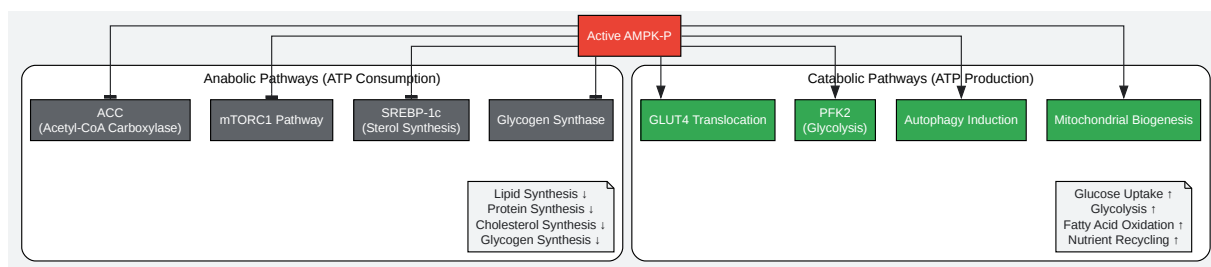 Active AMPK-P
Anabolic Pathways (ATP Consumption)
ACC
(Acetyl-CoA Carboxylase)
mTORC1 Pathway
SREBP-1c
(Sterol Synthesis)
Glycogen Synthase
Lipid Synthesis ↓
Protein Synthesis ↓
Cholesterol Synthesis ↓
Glycogen Synthesis ↓
Catabolic Pathways (ATP Production)
GLUT4 Translocation
PFK2
(Glycolysis)
Autophagy Induction
Mitochondrial Biogenesis
Glucose Uptake ↑
Glycolysis ↑
Fatty Acid Oxidation ↑
Nutrient Recycling ↑